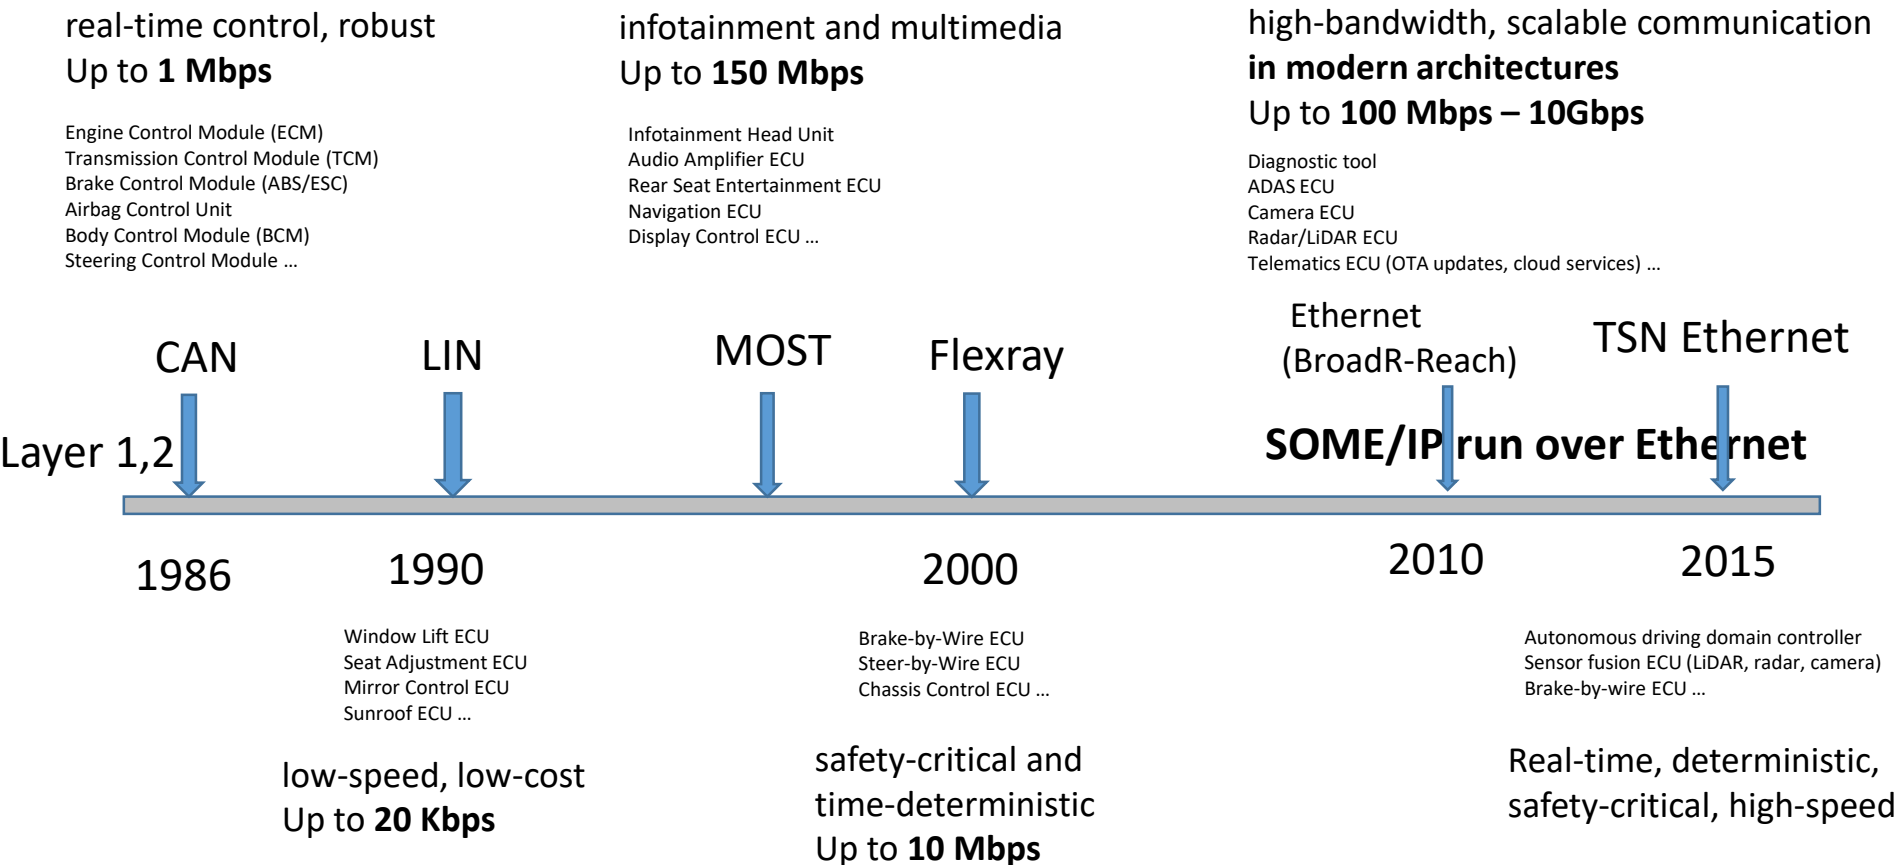 real-time control, robust
Up to 1 Mbps
Engine Control Module (ECM)
Transmission Control Module (TCM)
Brake Control Module (ABS/ESC)
Airbag Control Unit
Body Control Module (BCM)
Steering Control Module ...
infotainment and multimedia
Up to 150 Mbps
Infotainment Head Unit
Audio Amplifier ECU
Rear Seat Entertainment ECU
Navigation ECU
Display Control ECU ...
high-bandwidth, scalable communication
in modern architectures
Up to 100 Mbps – 10Gbps
Diagnostic tool
ADAS ECU
Camera ECU
Radar/LiDAR ECU
Telematics ECU (OTA updates, cloud services) ...
CAN
LIN
MOST
Flexray
Ethernet
(BroadR-Reach)
TSN Ethernet
Layer 1,2
SOME/IP run over Ethernet
1986
1990
2000
2010
2015
Window Lift ECU
Seat Adjustment ECU
Mirror Control ECU
Sunroof ECU ...
low-speed, low-cost
Up to 20 Kbps
Brake-by-Wire ECU
Steer-by-Wire ECU
Chassis Control ECU ...
safety-critical and
time-deterministic
Up to 10 Mbps
Autonomous driving domain controller
Sensor fusion ECU (LiDAR, radar, camera)
Brake-by-wire ECU ...
Real-time, deterministic,
safety-critical, high-speed